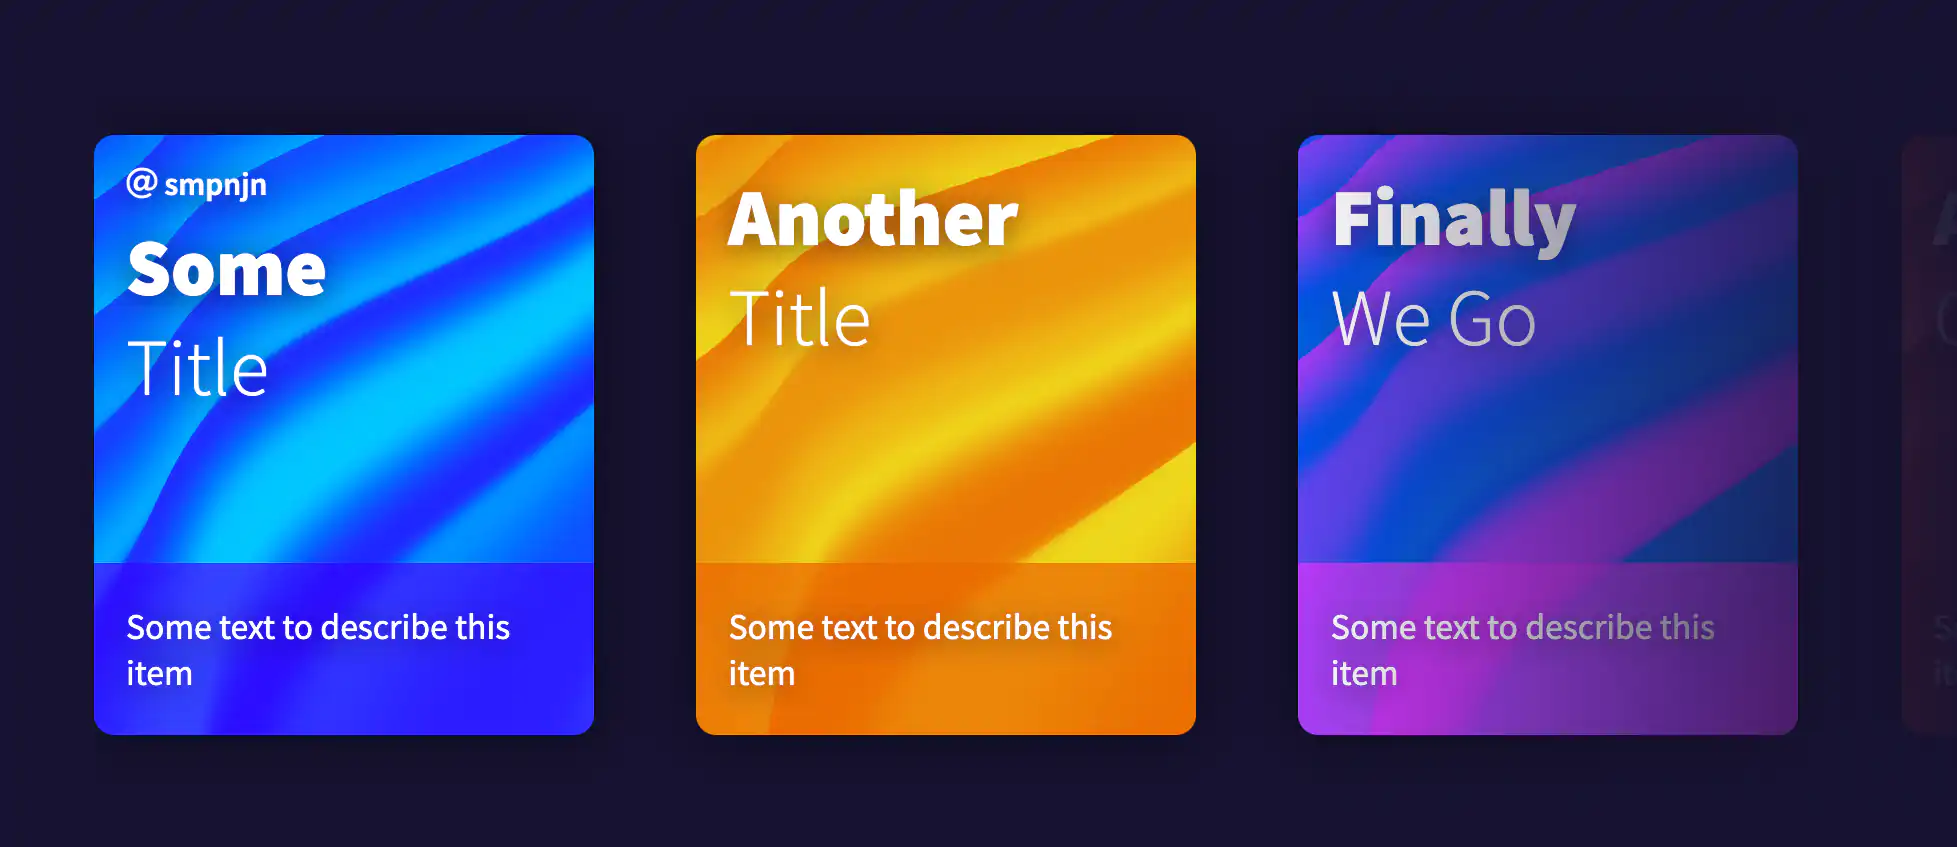 @ smpnjn
Some
Title
Some text to describe this
item
Another
Title
Some text to describe this
item
Finally
We Go
Some text to describe this
item